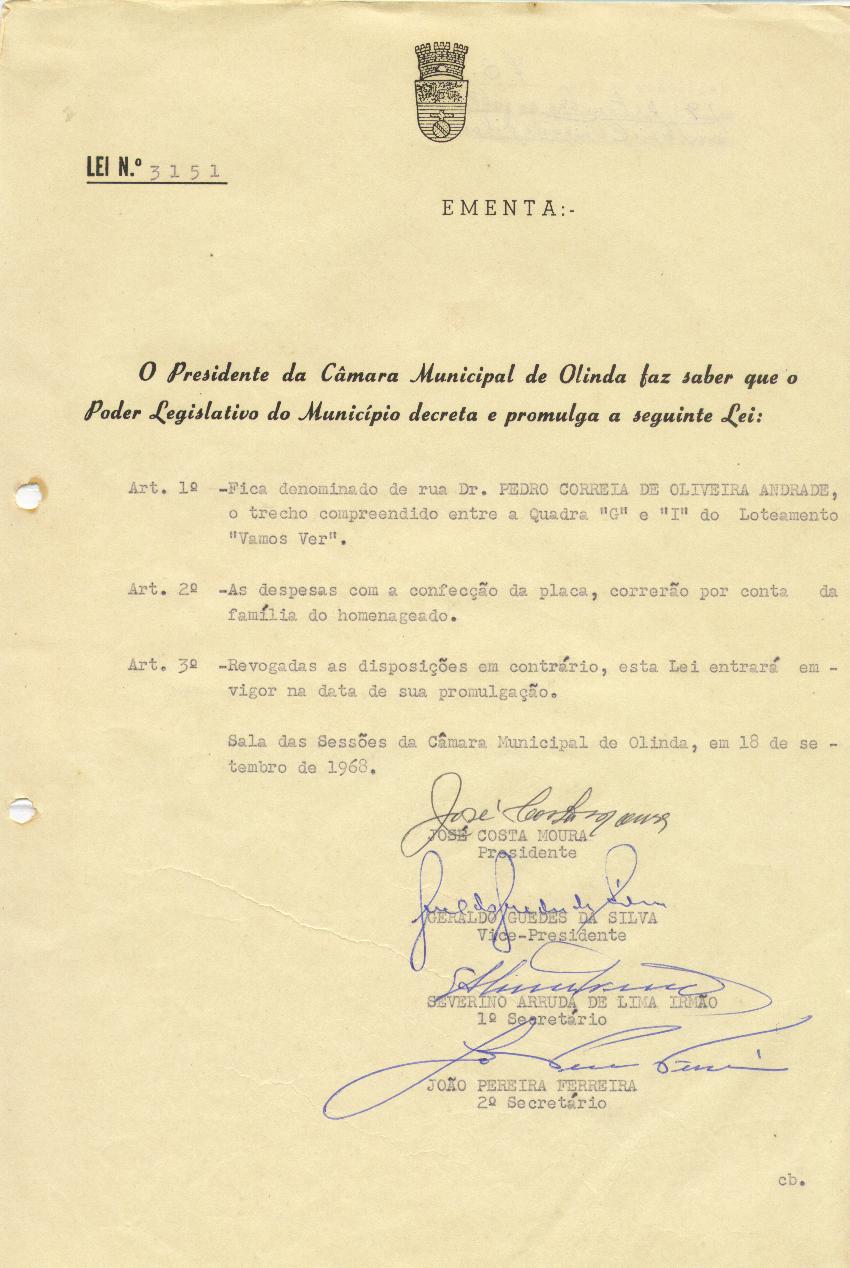 LEI N.º 3151
EMENTA:-
O Presidente da Câmara Municipal de Olinda faz saber que o
Poder Legislativo do Município decreta e promulga a seguinte Lei:
Art. 1º -Fica denominado de rua Dr. PEDRO CORREIA DE OLIVEIRA ANDRADE,
o trecho compreendido entre a Quadra "G" e "I" do Loteamento
"Vamos Ver".
Art. 2º -As despesas com a confecção da placa, correrão por conta da
família do homenageado.
Art. 3º -Revogadas as disposições em contrário, esta Lei entrará em -
vigor na data de sua promulgação.
Sala das Sessões da Câmara Municipal de Olinda, em 18 de se -
tembro de 1968.
José Costa Moura
JOSÉ COSTA MOURA
Presidente
GERALDO GUEDES DA SILVA
Vice-Presidente
SEVERINO ARRUDA DE LIMA IRMÃO
1º Secretário
JOÃO PEREIRA FERREIRA
2º Secretário
cb.